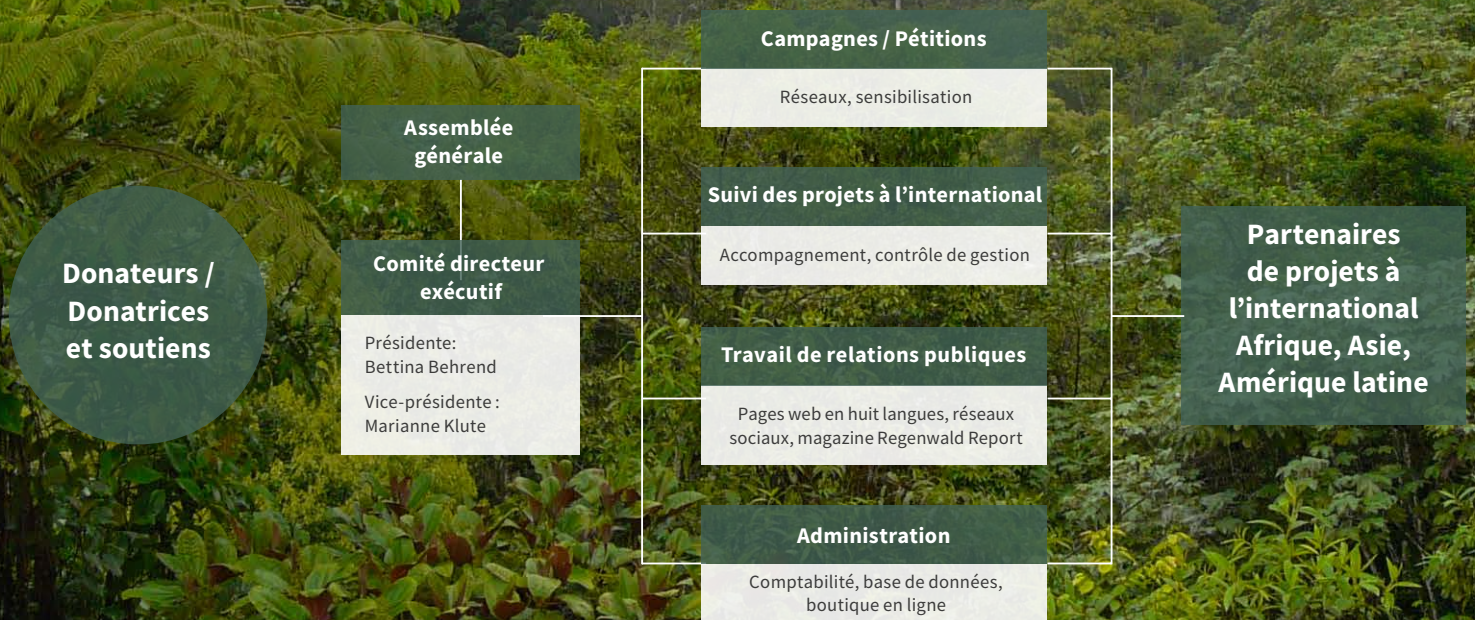 Donateurs /
Donatrices
et soutiens
Assemblée
générale
Comité directeur
exécutif
Présidente:
Bettina Behrend
Vice-présidente :
Marianne Klute
Campagnes / Pétitions
Réseaux, sensibilisation
Suivi des projets à l’international
Accompagnement, contrôle de gestion
Travail de relations publiques
Pages web en huit langues, réseaux
sociaux, magazine Regenwald Report
Administration
Comptabilité, base de données,
boutique en ligne
Partenaires
de projets à
l’international
Afrique, Asie,
Amérique latine